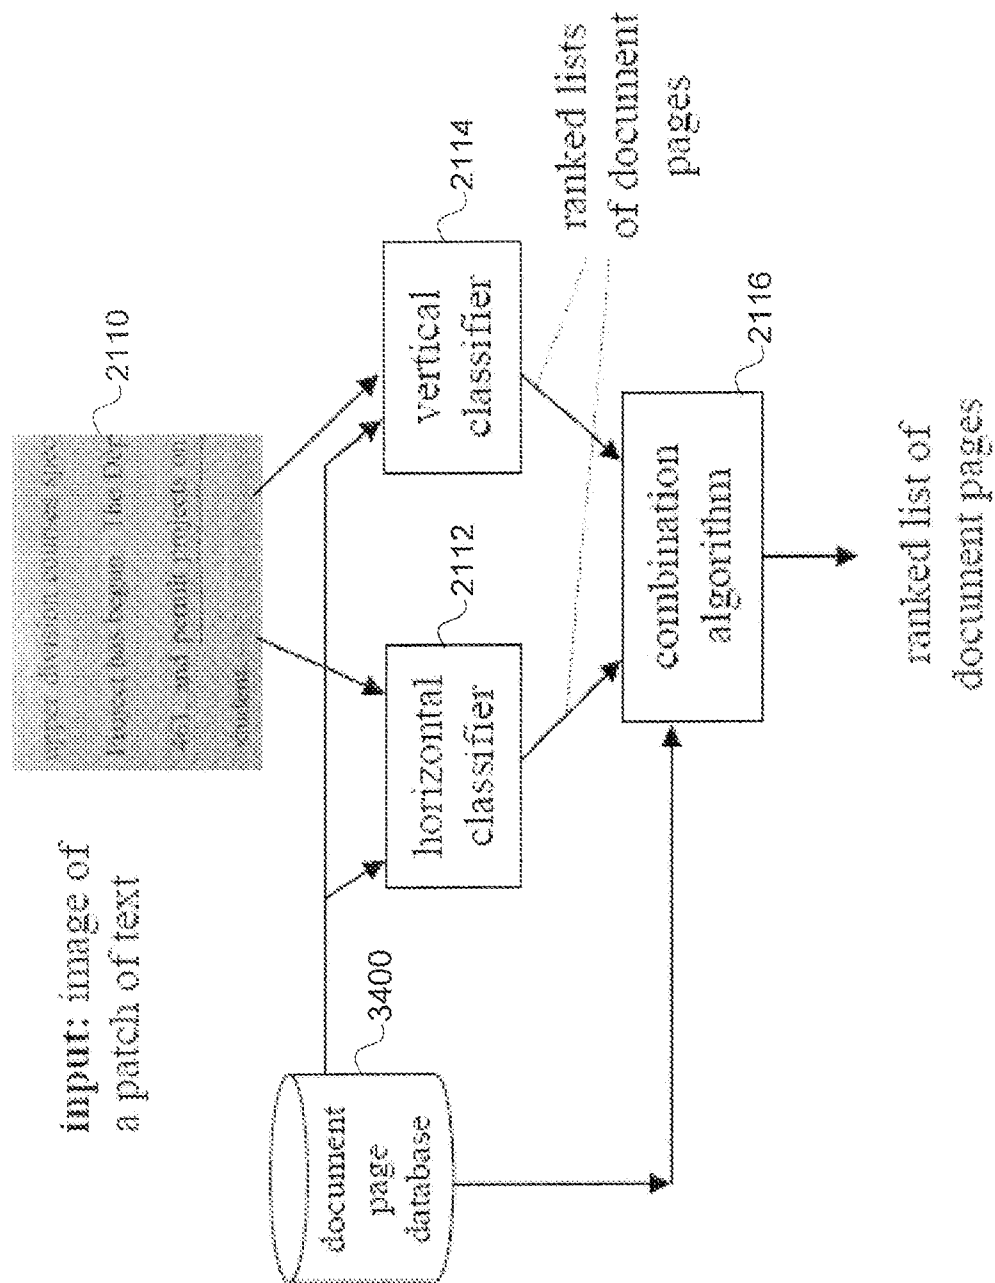 input: image of
a patch of text
2110
document
page
database
3400
horizontal
classifier
2112
vertical
classifier
2114
ranked lists
of document
pages
combination
algorithm
2116
ranked list of
document pages